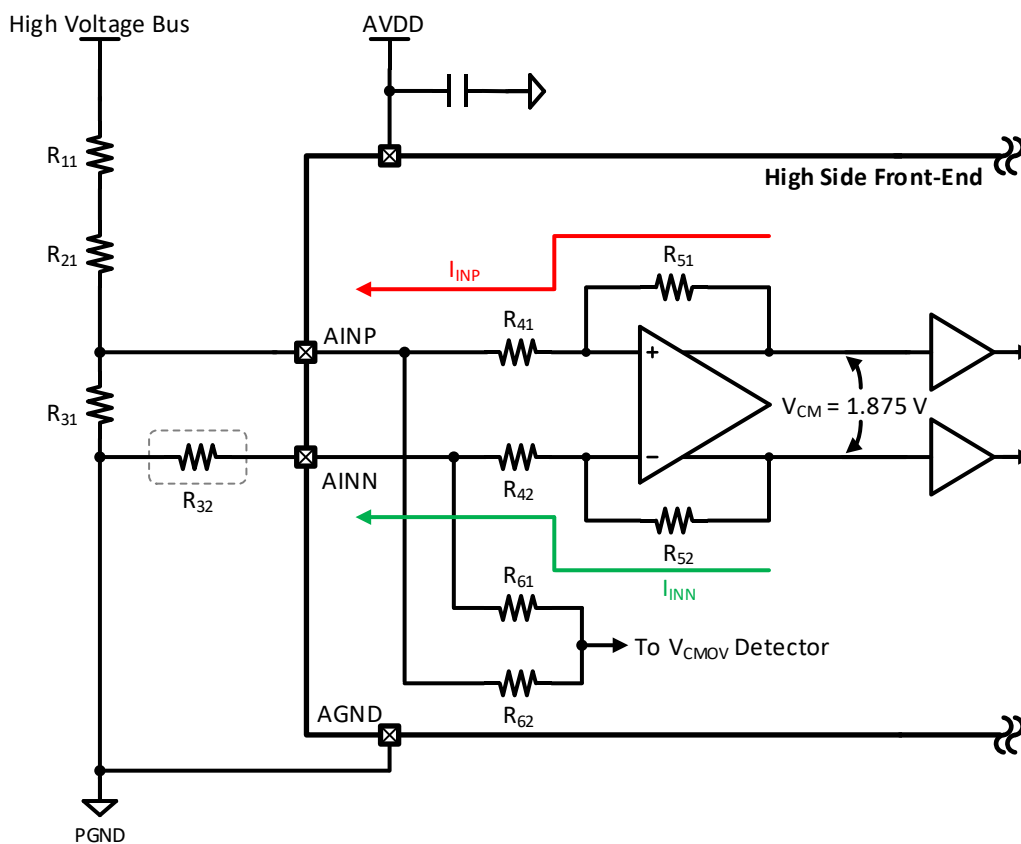 High Voltage Bus
AVDD
R11
High Side Front-End
R21
IINP
R51
AINP
R41
+
R31
VCM = 1.875 V
R32
AINN
R42
−
R52
IINN
R61
To VCMOV Detector
R62
AGND
PGND